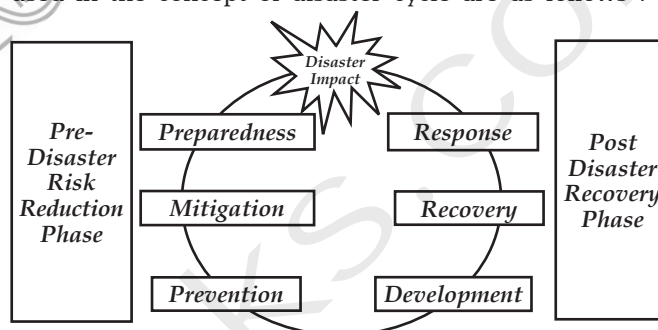 used in the concept of disaster cycle are as follows :
Disaster
Impact
Pre-
Disaster
Risk
Reduction
Phase
Preparedness
Mitigation
Prevention
Response
Recovery
Development
Post
Disaster
Recovery
Phase